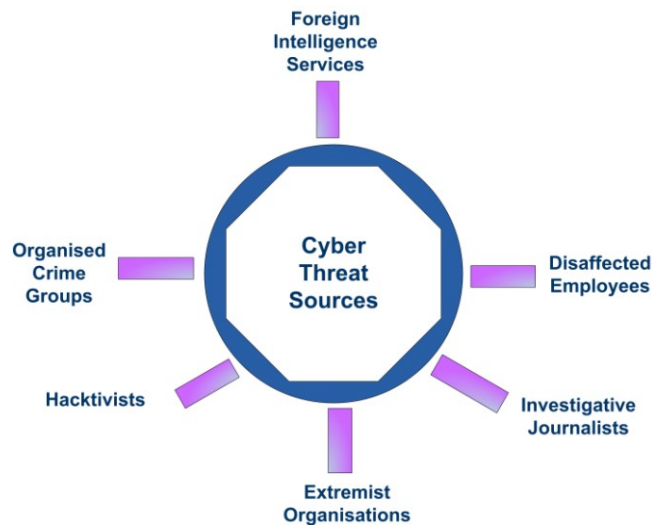 Foreign
Intelligence
Services
Organised
Crime
Groups
Cyber
Threat
Sources
Disaffected
Employees
Hacktivists
Investigative
Journalists
Extremist
Organisations